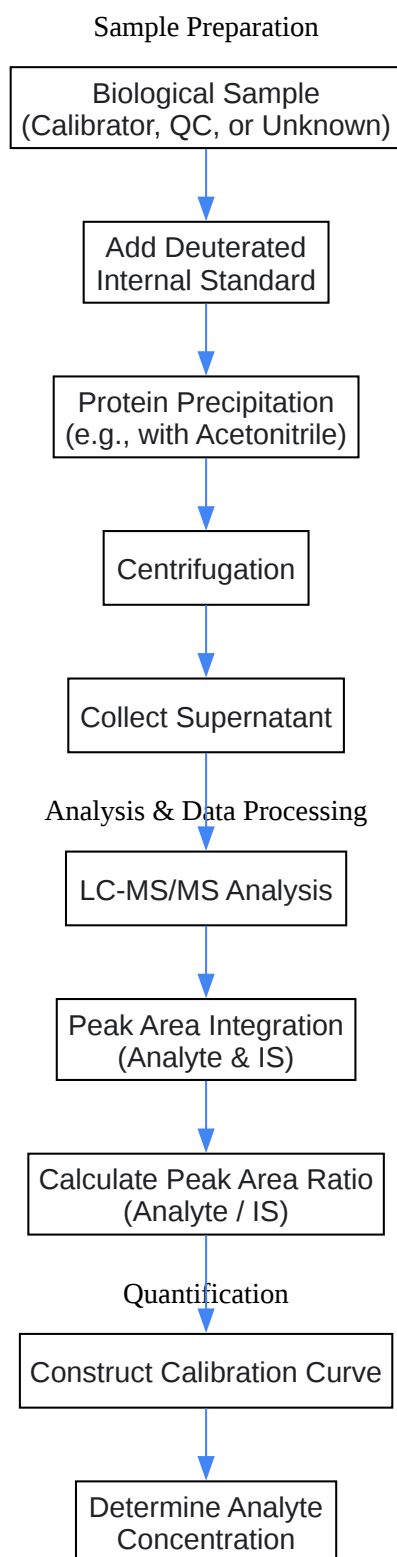 Sample Preparation
Biological Sample
(Calibrator, QC, or Unknown)
Add Deuterated
Internal Standard
Protein Precipitation
(e.g., with Acetonitrile)
Centrifugation
Collect Supernatant
Analysis & Data Processing
LC-MS/MS Analysis
Peak Area Integration
(Analyte & IS)
Calculate Peak Area Ratio
(Analyte / IS)
Quantification
Construct Calibration Curve
Determine Analyte
Concentration